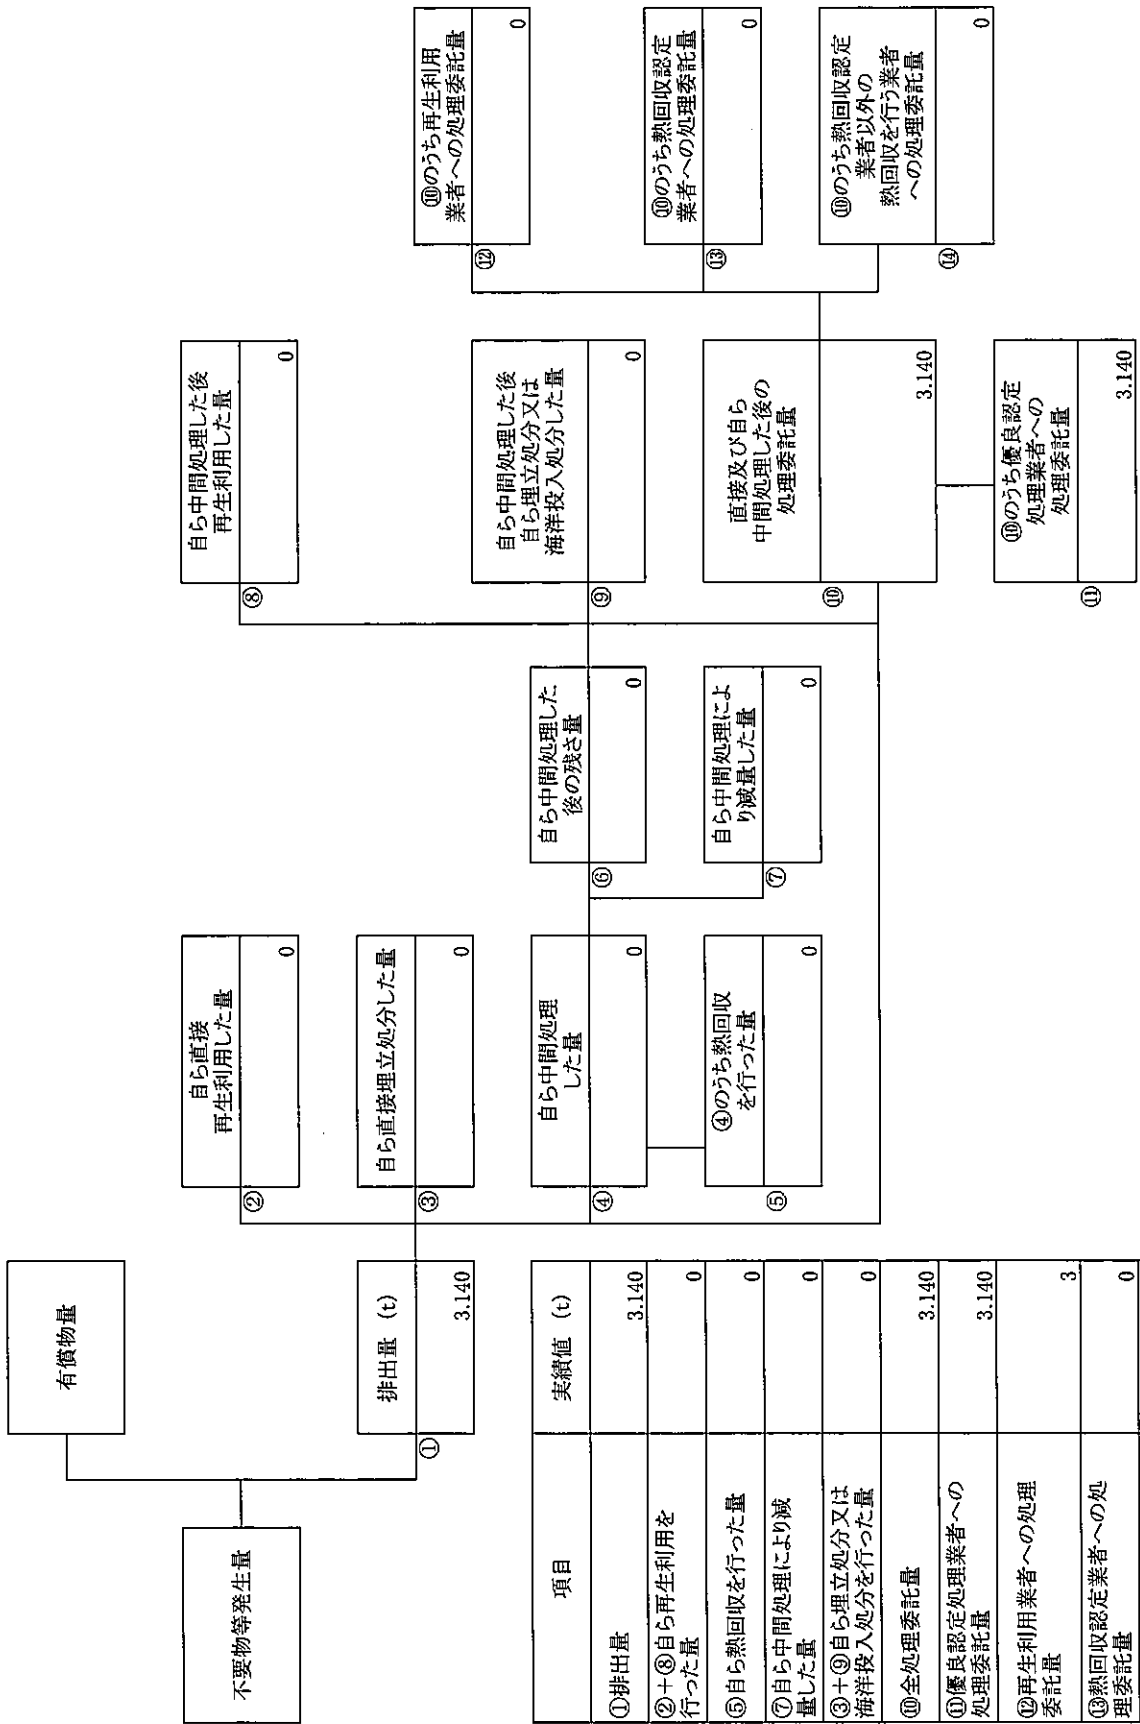 不要物等発生量
有償物量
①
排出量 (t)
3.140
②
自ら直接
再生利用した量
0
③
自ら直接埋立処分した量
0
④
自ら中間処理
した量
0
⑤
④のうち熱回収
を行った量
0
⑥
自ら中間処理した
後の残さ量
0
⑦
自ら中間処理によ
り減量した量
0
⑧
自ら中間処理した後
再生利用した量
0
⑨
自ら中間処理した後
自ら埋立処分又は
海洋投入処分した量
0
⑩
直接及び自ら
中間処理した後の
処理委託量
3.140
⑪
⑩のうち優良認定
処理業者への
処理委託量
3.140
⑫
⑩のうち再生利用
業者への処理委託量
0
⑬
⑩のうち熱回収認定
業者への処理委託量
0
⑭
⑩のうち熱回収認定
業者以外の
熱回収を行う業者
への処理委託量
0
項目
実績値 (t)
①排出量
3.140
②+⑧自ら再生利用を
行った量
0
⑤自ら熱回収を行った量
0
⑦自ら中間処理により減
量した量
0
③+⑨自ら埋立処分又は
海洋投入処分を行った量
0
⑩全処理委託量
3.140
⑪優良認定処理業者への
処理委託量
3.140
⑫再生利用業者への処理
委託量
3
⑬熱回収認定業者への処
理委託量
0